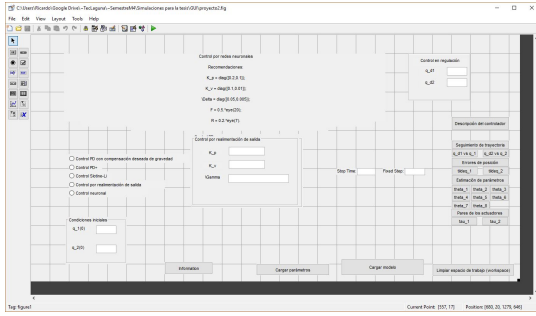 C:\Users\Ricardo\Google Drive\--TecLaguna\--Semestre#4\Simulaciones para la tesis\GUI\proyecto2.fig
File Edit View Layout Tools Help
Control por redes neuronales
Recomendaciones:
K_p = diag([0.2,0.1]);
K_v = diag([0.1,0.01]);
\Delta = diag([0.05,0.005]);
F = 0.5.*eye(20);
R = 0.2*eye(7);
Control en regulación
q_d1
q_d2
Descripción del controlador
Control por realimentación de salida
K_p
K_v
\Gamma
Control PD con compensación deseada de gravedad
Control PD+
Control Slotine-Li
Control por realimentación de salida
Control neuronal
Stop Time
Fixed Step
Seguimiento de trayectoria
q_d1 vs q_1 q_d2 vs q_2
Errores de posición
tildeq_1 tildeq_2
Estimación de parámetros
theta_1 theta_2 theta_3
theta_4 theta_5 theta_6
theta_7 theta_8
Pares de los actuadores
tau_1 tau_2
Condiciones iniciales
q_1(0)
q_2(0)
Informativo
Cargar parámetros
Cargar modelo
Limpiar espacio de trabajo (workspace)
Tag: figure1
Current Point: [357, 17]
Position: [680, 20, 1279, 646]